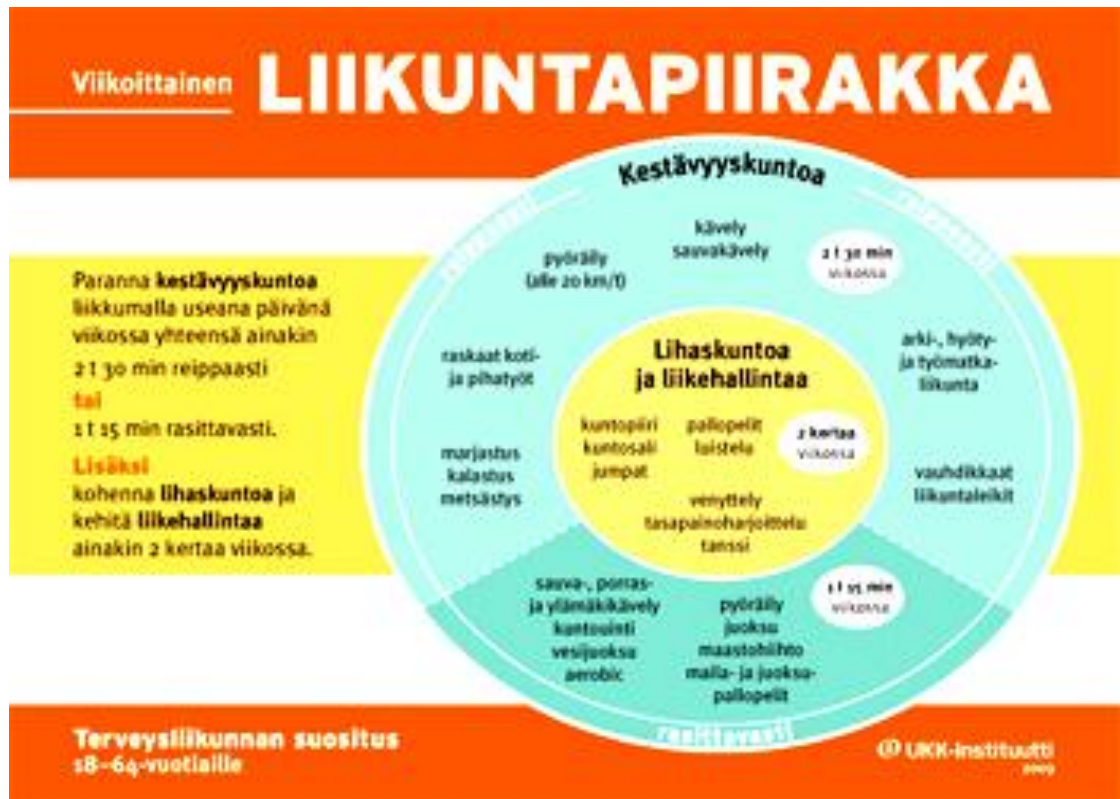 Viikoittainen LIIKUNTAPIIRAKKA
Paranna kestävyyskuntoa
liikkumalla useana päivänä
viikossa yhteensä ainakin
2 t 30 min reippaasti
tai
1 t 15 min rasittavasti.
Lisäksi
kohenna lihaskuntoa ja
kehitä liikehallintaa
ainakin 2 kertaa viikossa.
Kestävyyskuntoa
reippaasti
reippaasti
kävely
sauvakävely
2 t 30 min
viikossa
pyöräily
(alle 20 km/t)
raskaat koti-
ja pihatyöt
marjastus
kalastus
metsästys
arki-, hyöty-
ja työmatka-
liikunta
vauhdikkaat
liikuntaleikit
Lihaskuntoa
ja liikehallintaa
kuntopiiri
kuntosali
jumpat
pallopelit
luistelu
2 kertaa
viikossa
venyttely
tasapainoharjoittelu
tanssi
sauva-, porras-
ja ylämäkikävely
kuntouinti
vesijuoksu
aerobic
pyöräily
juoksu
maastohiihto
maila- ja juoksu-
pallopelit
1 t 15 min
viikossa
rasittavasti
Terveysliikunnan suositus
18–64-vuotiaille
UKK-instituutti
2009